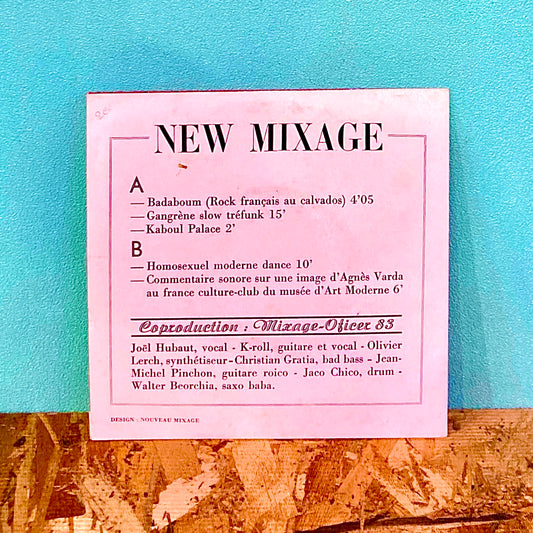 NEW MIXAGE
A
— Badaboum (Rock français au calvados) 4'05
— Gangrène slow tréfunk 15'
— Kaboul Palace 2'
B
— Homosexuel moderne dance 10'
— Commentaire sonore sur une image d'Agnès Varda
au france culture-club du musée d'Art Moderne 6'
Coproduction : Mixage-Oficer 83
Joël Hubaut, vocal - K-roll, guitare et vocal - Olivier
Lerch, synthétiseur - Christian Gratia, bad bass - Jean-
Michel Pinchon, guitare roico - Jaco Chico, drum -
Walter Beorchia, saxo baba.
DESIGN : NOUVEAU MIXAGE